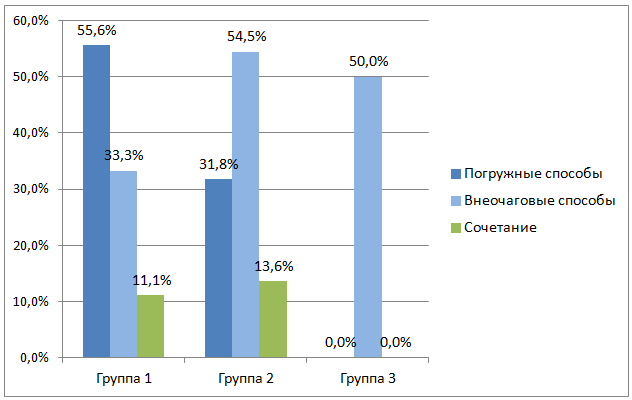 60,0%
50,0%
40,0%
30,0%
20,0%
10,0%
0,0%
55,6%
33,3%
11,1%
31,8%
54,5%
13,6%
0,0%
50,0%
0,0%
Группа 1
Группа 2
Группа 3
Погружные способы
Внеочаговые способы
Сочетание